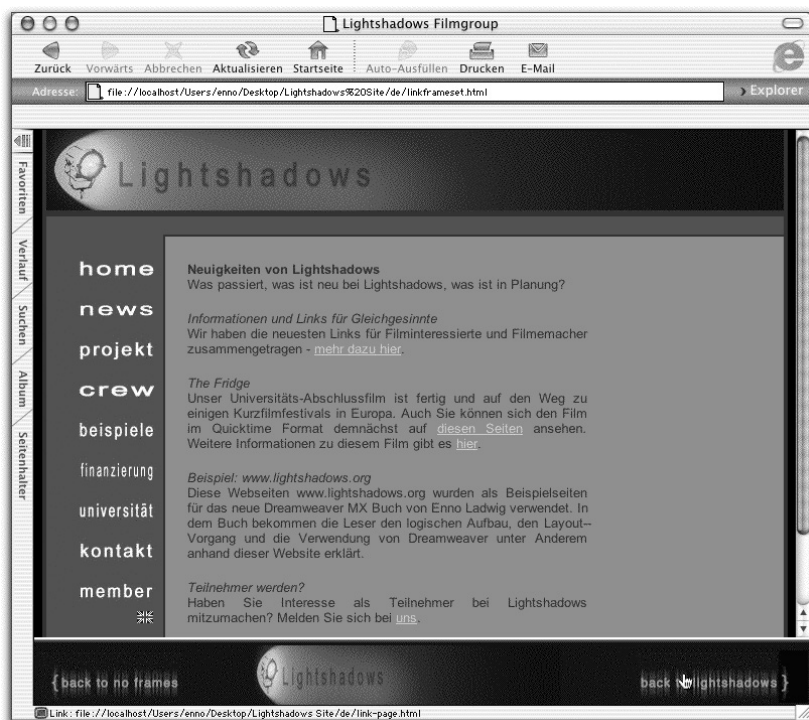 Lightshadows Filmgroup
Zurück Vorwärts Abbrechen Aktualisieren Startseite Auto-Ausfüllen Drucken E-Mail
Adresse: file://localhost/Users/enno/Desktop/Lightshadows%20Site/de/linkframeset.html Explorer
Favoriten
Verlauf
Suchen
Album
Seitenhalter
Lightshadows
home
news
projekt
crew
beispiele
finanzierung
universität
kontakt
member
Neuigkeiten von Lightshadows
Was passiert, was ist neu bei Lightshadows, was ist in Planung?
Informationen und Links für Gleichgesinnte
Wir haben die neuesten Links für Filminteressierte und Filmemacher
zusammengetragen - mehr dazu hier.
The Fridge
Unser Universitäts-Abschlussfilm ist fertig und auf den Weg zu
einigen Kurzfilmfestivals in Europa. Auch Sie können sich den Film
im Quicktime Format demnächst auf diesen Seiten ansehen.
Weitere Informationen zu diesem Film gibt es hier.
Beispiel: www.lightshadows.org
Diese Webseiten www.lightshadows.org wurden als Beispielseiten
für das neue Dreamweaver MX Buch von Enno Ladwig verwendet. In
dem Buch bekommen die Leser den logischen Aufbau, den Layout--
Vorgang und die Verwendung von Dreamweaver unter Anderem
anhand dieser Website erklärt.
Teilnehmer werden?
Haben Sie Interesse als Teilnehmer bei Lightshadows
mitzumachen? Melden Sie sich bei uns.
{back to no frames Lightshadows back to lightshadows}
Link: file://localhost/Users/enno/Desktop/Lightshadows Site/de/link-page.html